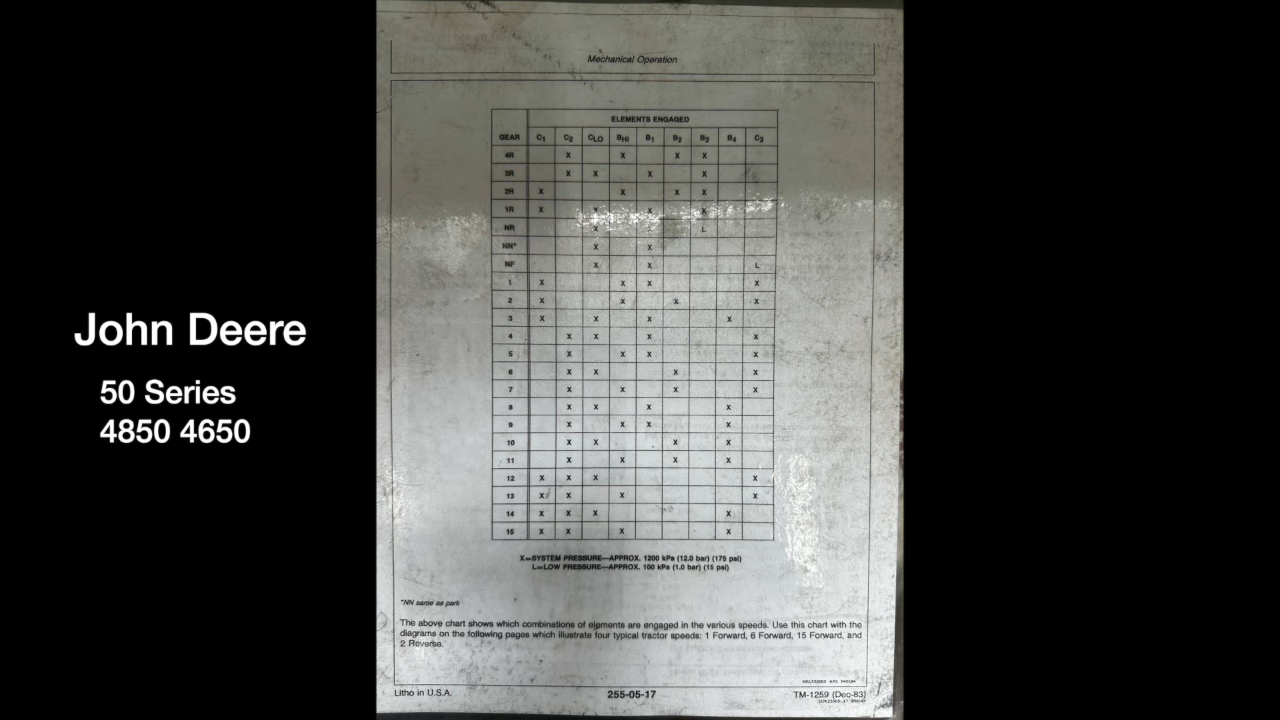 Mechanical Operation
ELEMENTS ENGAGED
GEAR C1 C2 CLO BHI B1 B2 B3 B4 C3
4R X X X X
3R X X X X
2R X X X X
1R X X X X
NR X L
NN* X X
NF X X L
1 X X X X
2 X X X X
3 X X X X
4 X X X X
5 X X X X
6 X X X X
7 X X X X
8 X X X X
9 X X X X
10 X X X X
11 X X X X
12 X X X X
13 X X X X
14 X X X X
15 X X X X
X=SYSTEM PRESSURE—APPROX. 1200 kPa (12.0 bar) (175 psi)
L=LOW PRESSURE—APPROX. 100 kPa (1.0 bar) (15 psi)
*NN same as park
The above chart shows which combinations of elements are engaged in the various speeds. Use this chart with the
diagrams on the following pages which illustrate four typical tractor speeds: 1 Forward, 6 Forward, 15 Forward, and
2 Reverse.
Litho in U.S.A. 255-05-17 TM-1259 (Dec-83)
John Deere
50 Series
4850 4650